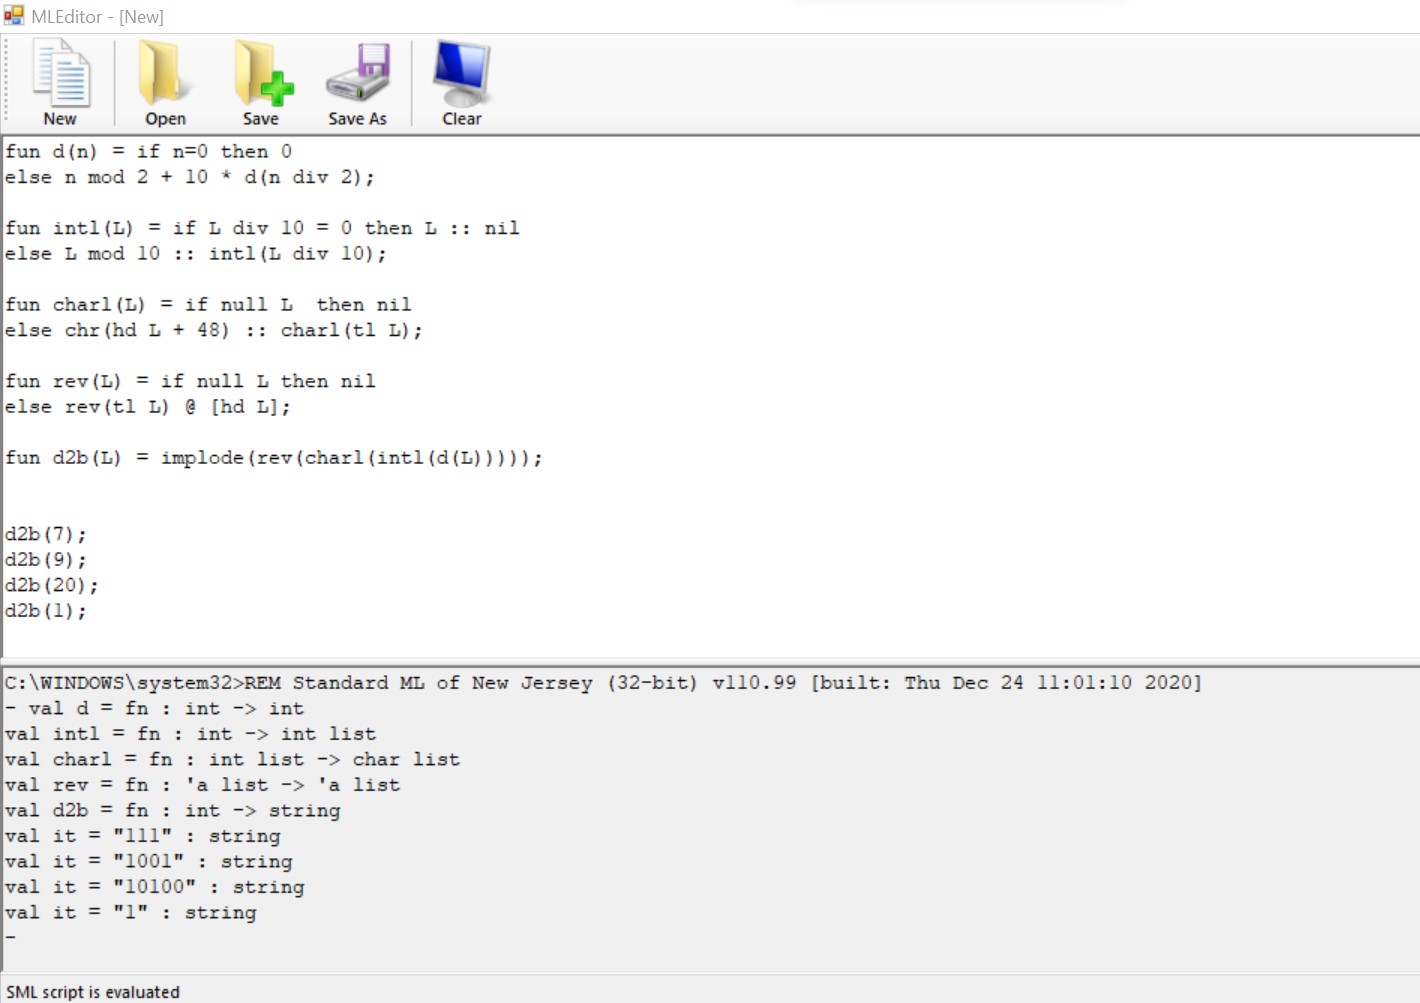 MLEditor - [New]
New Open Save Save As Clear
fun d(n) = if n=0 then 0
else n mod 2 + 10 * d(n div 2);
fun intl(L) = if L div 10 = 0 then L :: nil
else L mod 10 :: intl(L div 10);
fun charl(L) = if null L  then nil
else chr(hd L + 48) :: charl(tl L);
fun rev(L) = if null L then nil
else rev(tl L) @ [hd L];
fun d2b(L) = implode(rev(charl(intl(d(L)))));
d2b(7);
d2b(9);
d2b(20);
d2b(1);
C:\WINDOWS\system32>REM Standard ML of New Jersey (32-bit) v110.99 [built: Thu Dec 24 11:01:10 2020]
- val d = fn : int -> int
val intl = fn : int -> int list
val charl = fn : int list -> char list
val rev = fn : 'a list -> 'a list
val d2b = fn : int -> string
val it = "111" : string
val it = "1001" : string
val it = "10100" : string
val it = "1" : string
-
SML script is evaluated